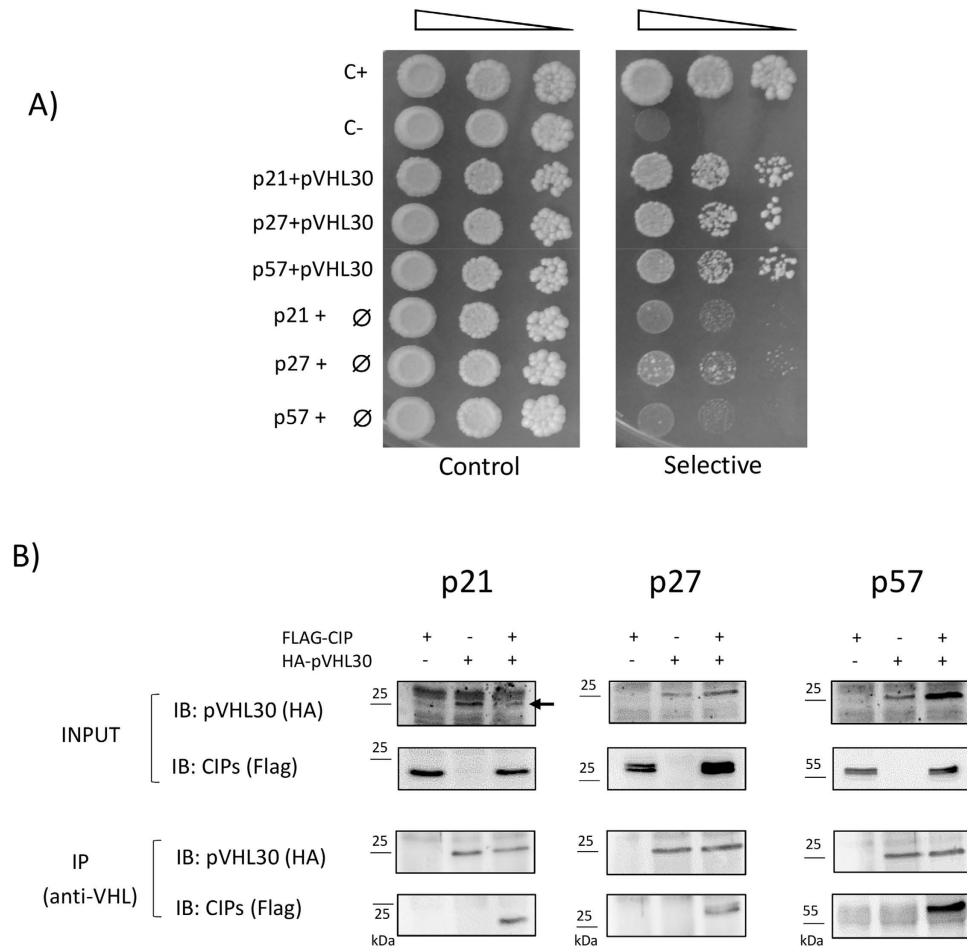 A)
C+
C-
p21+pVHL30
p27+pVHL30
p57+pVHL30
p21 + Ø
p27 + Ø
p57 + Ø
Control Selective
B)
p21 p27 p57
FLAG-CIP + - + + - + + - +
HA-pVHL30 - + + - + + - + +
INPUT
IB: pVHL30 (HA) 25 25 25
IB: CIPs (Flag) 25 25 55
IP
(anti-VHL)
IB: pVHL30 (HA) 25 25 25
IB: CIPs (Flag) 25 25 55
kDa kDa kDa